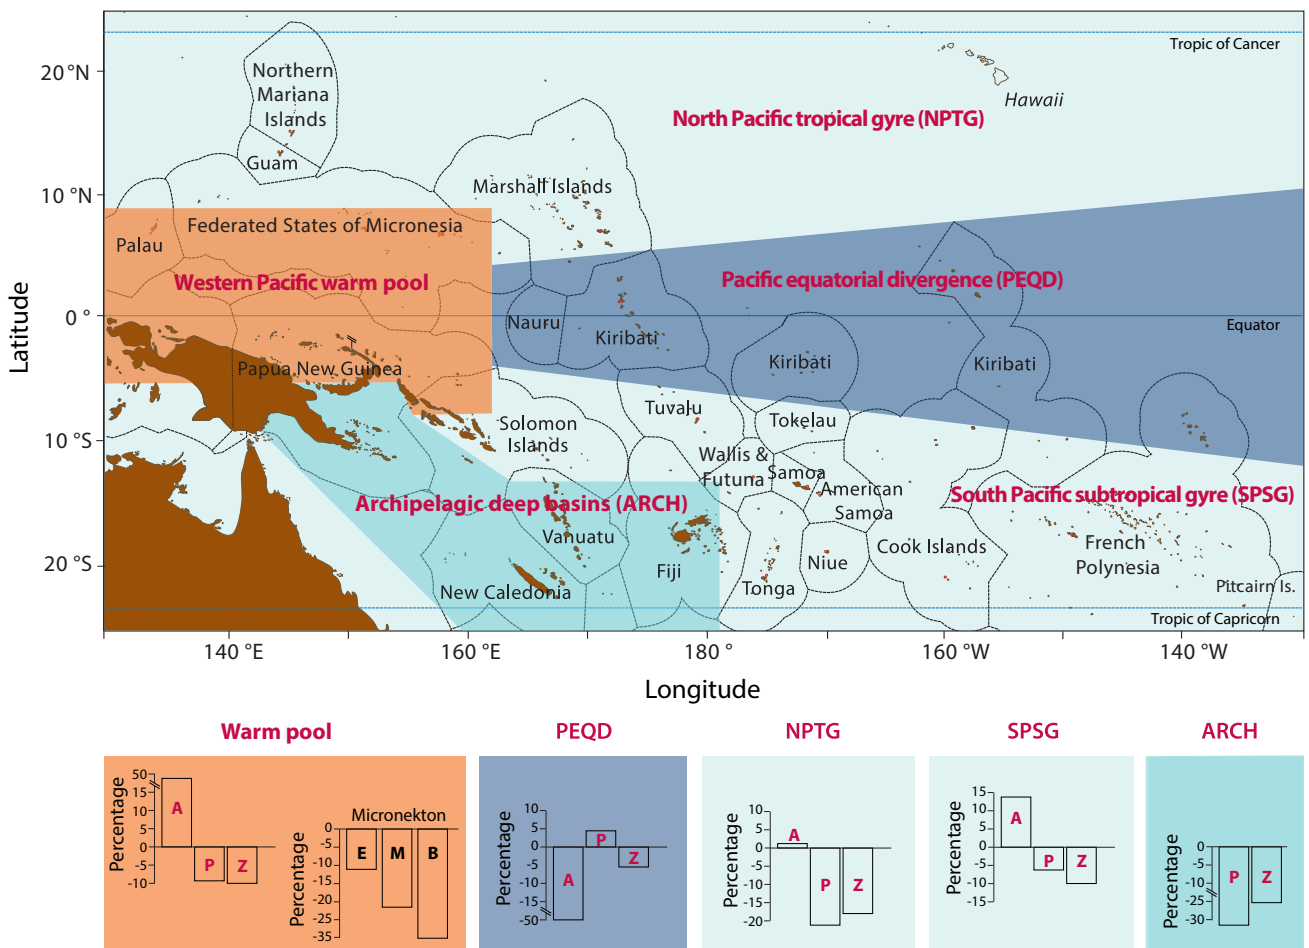 Tropic of Cancer
20 °N
Northern
Mariana
Islands
Hawaii
North Pacific tropical gyre (NPTG)
Guam
10 °N
Marshall Islands
Federated States of Micronesia
Palau
Western Pacific warm pool
Pacific equatorial divergence (PEQD)
Latitude
0 °
Nauru
Equator
Kiribati
Kiribati
Kiribati
Papua New Guinea
Tuvalu
Tokelau
10 °S
Solomon
Islands
Wallis &
Futuna
Samoa
American
Samoa
South Pacific subtropical gyre (SPSG)
Archipelagic deep basins (ARCH)
Vanuatu
Cook Islands
French
Polynesia
20 °S
Fiji
Niue
New Caledonia
Tonga
Pitcairn Is.
Tropic of Capricorn
140 °E
160 °E
180 °
160 °W
140 °W
Longitude
Warm pool
PEQD
NPTG
SPSG
ARCH
Percentage
50
15
10
5
0
-5
-10
A
P
Z
Micronekton
Percentage
0
-5
-10
-15
-20
-25
-35
E
M
B
Percentage
10
5
0
-5
-10
-50
A
P
Z
Percentage
10
5
0
-5
-10
-15
-20
A
P
Z
Percentage
15
10
5
0
-5
-10
-15
A
P
Z
Percentage
0
-5
-10
-25
-30
P
Z